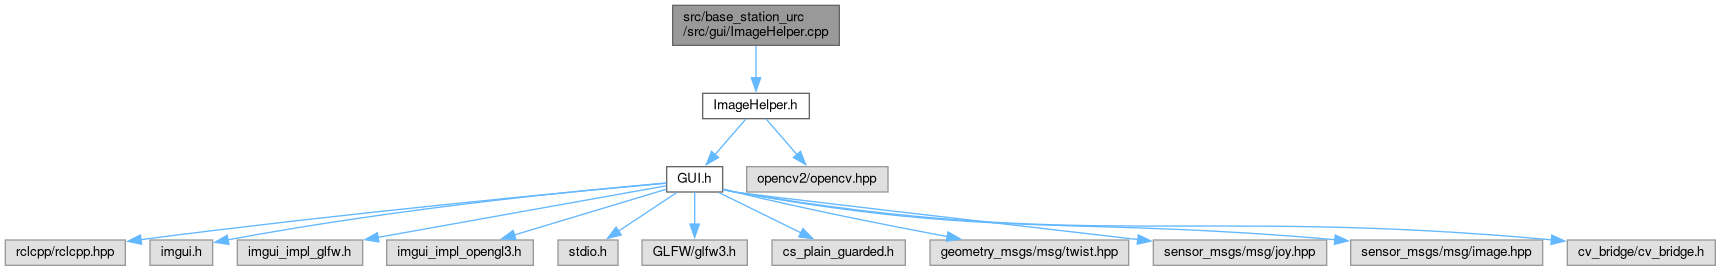 src/base_station_urc
/src/gui/ImageHelper.cpp
ImageHelper.h
GUI.h
opencv2/opencv.hpp
rclcpp/rclcpp.hpp
imgui.h
imgui_impl_glfw.h
imgui_impl_opengl3.h
stdio.h
GLFW/glfw3.h
cs_plain_guarded.h
geometry_msgs/msg/twist.hpp
sensor_msgs/msg/joy.hpp
sensor_msgs/msg/image.hpp
cv_bridge/cv_bridge.h